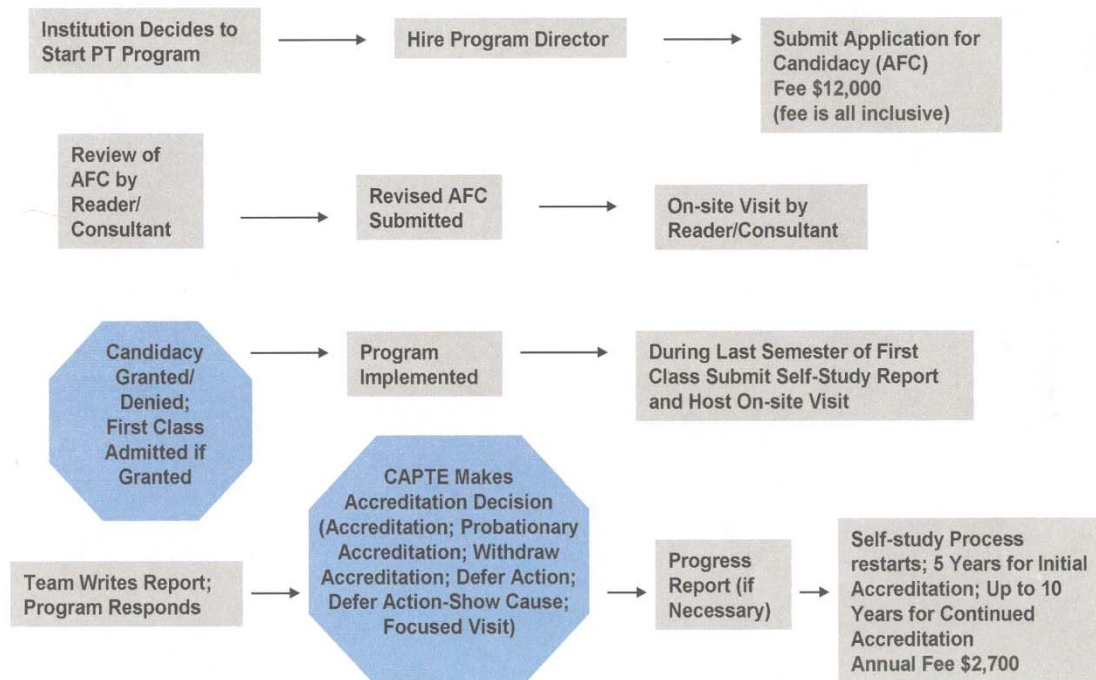 Institution Decides to
Start PT Program
Hire Program Director
Submit Application for
Candidacy (AFC)
Fee $12,000
(fee is all inclusive)
Review of
AFC by
Reader/
Consultant
Revised AFC
Submitted
On-site Visit by
Reader/Consultant
Candidacy
Granted/
Denied;
First Class
Admitted if
Granted
Program
Implemented
During Last Semester of First
Class Submit Self-Study Report
and Host On-site Visit
Team Writes Report;
Program Responds
CAPTE Makes
Accreditation Decision
(Accreditation; Probationary
Accreditation; Withdraw
Accreditation; Defer Action;
Defer Action-Show Cause;
Focused Visit)
Progress
Report (if
Necessary)
Self-study Process
restarts; 5 Years for Initial
Accreditation; Up to 10
Years for Continued
Accreditation
Annual Fee $2,700